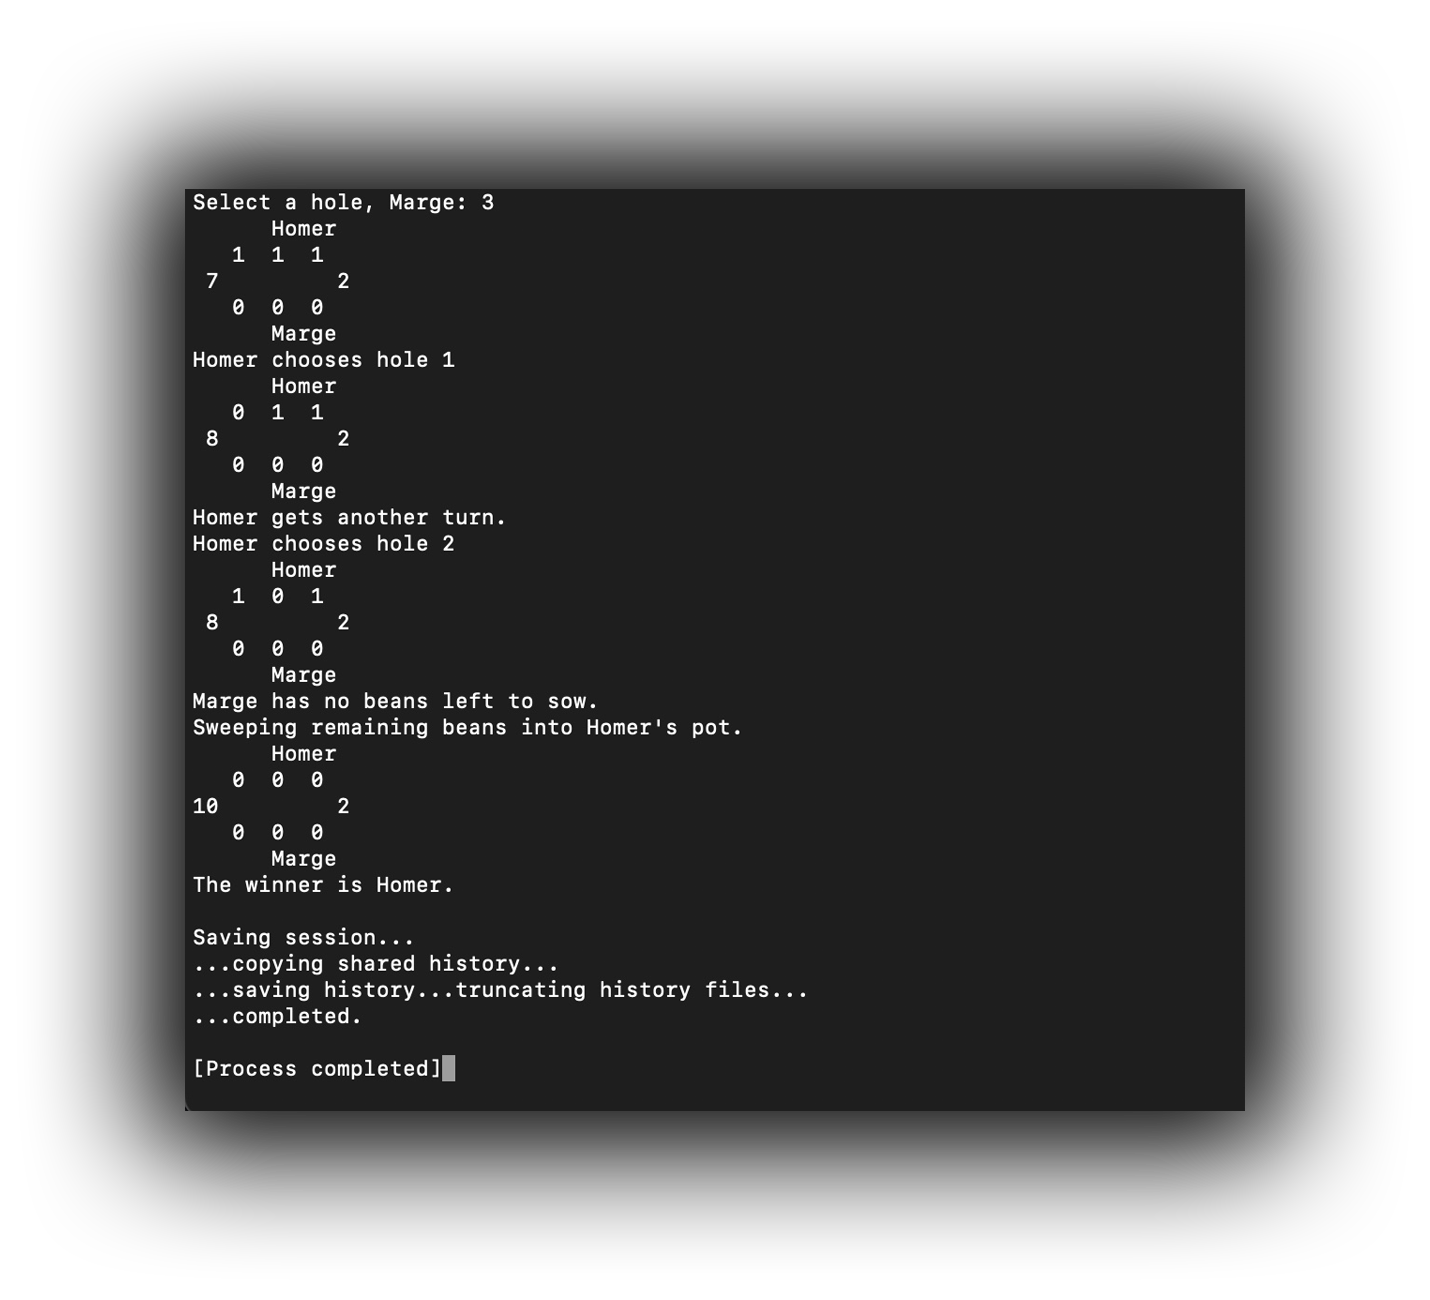 Select a hole, Marge: 3
      Homer
   1  1  1
 7         2
   0  0  0
      Marge
Homer chooses hole 1
      Homer
   0  1  1
 8         2
   0  0  0
      Marge
Homer gets another turn.
Homer chooses hole 2
      Homer
   1  0  1
 8         2
   0  0  0
      Marge
Marge has no beans left to sow.
Sweeping remaining beans into Homer's pot.
      Homer
   0  0  0
10         2
   0  0  0
      Marge
The winner is Homer.

Saving session...
...copying shared history...
...saving history...truncating history files...
...completed.

[Process completed]